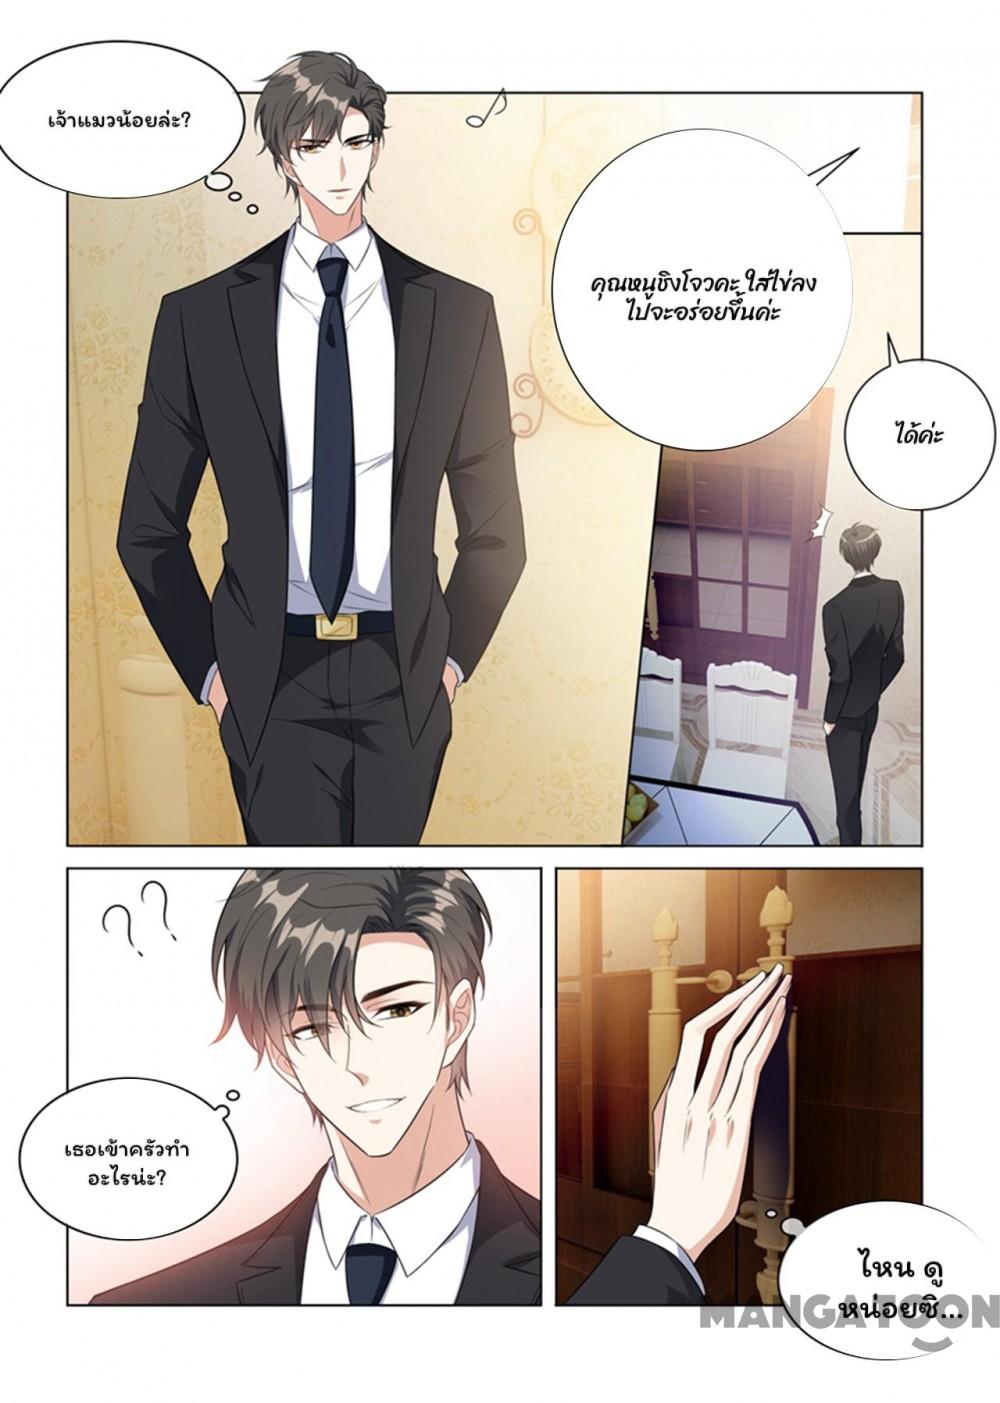 เจ้าแมวน้อยล่ะ?
คุณหนูชิงโจวคะ ใส่ไข่ลง
ไปจะอร่อยขึ้นค่ะ
ได้ค่ะ
เธอเข้าครัวทำ
อะไรน่ะ?
ไหน ดู
หน่อยซิ...
MANGATOON